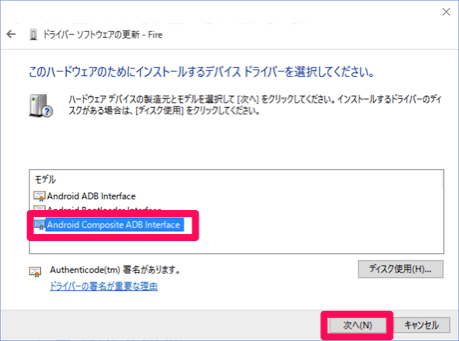 ドライバー ソフトウェアの更新 - Fire
このハードウェアのためにインストールするデバイス ドライバーを選択してください。
ハードウェア デバイスの製造元とモデルを選択して [次へ] をクリックしてください。インストールするドライバーのディ
スクがある場合は、[ディスク使用] をクリックしてください。
モデル
Android ADB Interface
Android Bootloader Interface
Android Composite ADB Interface
Authenticode(tm) 署名があります。
ディスク使用(H)...
ドライバーの署名が重要な理由
次へ(N)
キャンセル